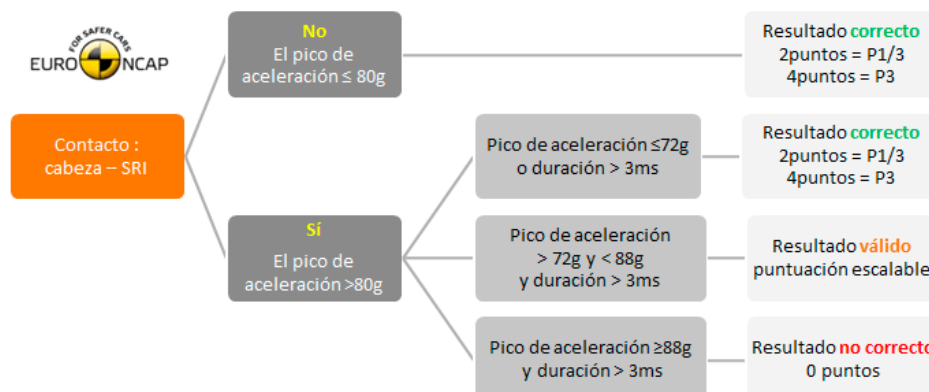 FOR SAFER CARS
EURO NCAP
No
El pico de
aceleración ≤ 80g
Resultado correcto
2puntos = P1/3
4puntos = P3
Contacto :
cabeza – SRI
Pico de aceleración ≤72g
o duración > 3ms
Resultado correcto
2puntos = P1/3
4puntos = P3
Sí
El pico de
aceleración >80g
Pico de aceleración
> 72g y < 88g
y duración > 3ms
Resultado válido
puntuación escalable
Pico de aceleración ≥88g
y duración > 3ms
Resultado no correcto
0 puntos